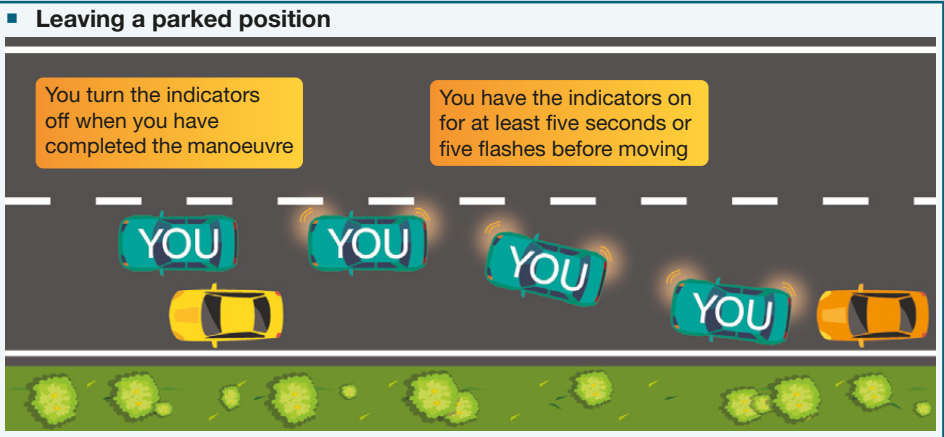 Leaving a parked position
You turn the indicators
off when you have
completed the manoeuvre
You have the indicators on
for at least five seconds or
five flashes before moving
YOU
YOU
YOU
YOU